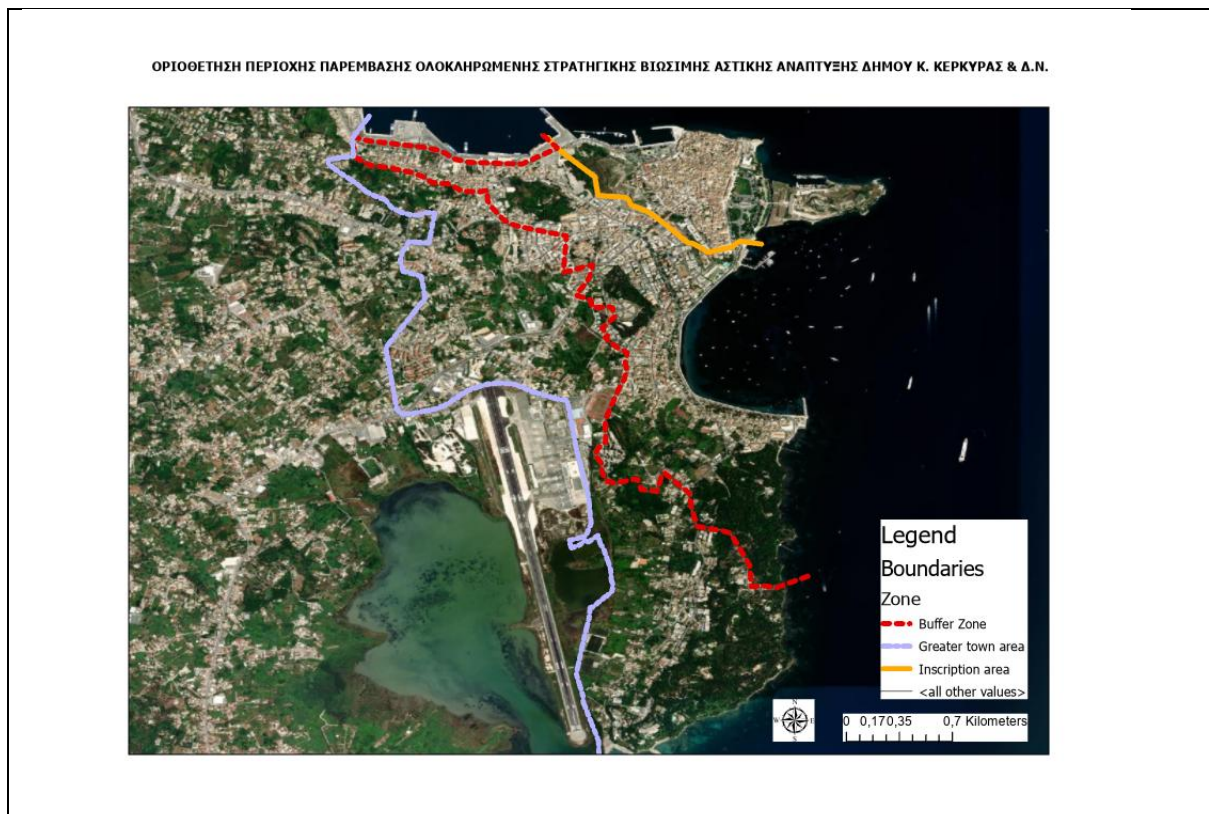 ΟΡΙΟΘΕΤΗΣΗ ΠΕΡΙΟΧΗΣ ΠΑΡΕΜΒΑΣΗΣ ΟΛΟΚΛΗΡΩΜΕΝΗΣ ΣΤΡΑΤΗΓΙΚΗΣ ΒΙΩΣΙΜΗΣ ΑΣΤΙΚΗΣ ΑΝΑΠΤΥΞΗΣ ΔΗΜΟΥ Κ. ΚΕΡΚΥΡΑΣ & Δ.Ν.
Legend
Boundaries
Zone
Buffer Zone
Greater town area
Inscription area
<all other values>
N
W E
S
0 0,170,35 0,7 Kilometers